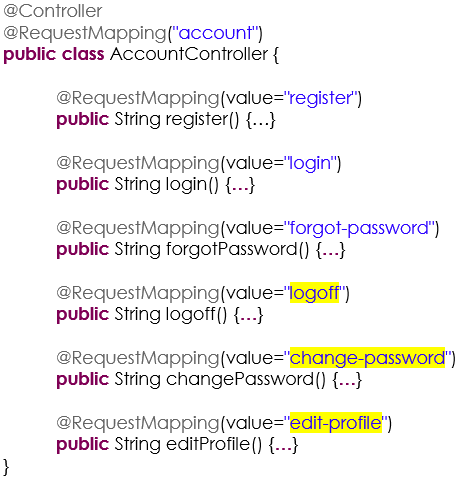 @Controller
@RequestMapping("account")
public class AccountController {
@RequestMapping(value="register")
public String register() {...}
@RequestMapping(value="login")
public String login() {...}
@RequestMapping(value="forgot-password")
public String forgotPassword() {...}
@RequestMapping(value="logoff")
public String logoff() {...}
@RequestMapping(value="change-password")
public String changePassword() {...}
@RequestMapping(value="edit-profile")
public String editProfile() {...}
}